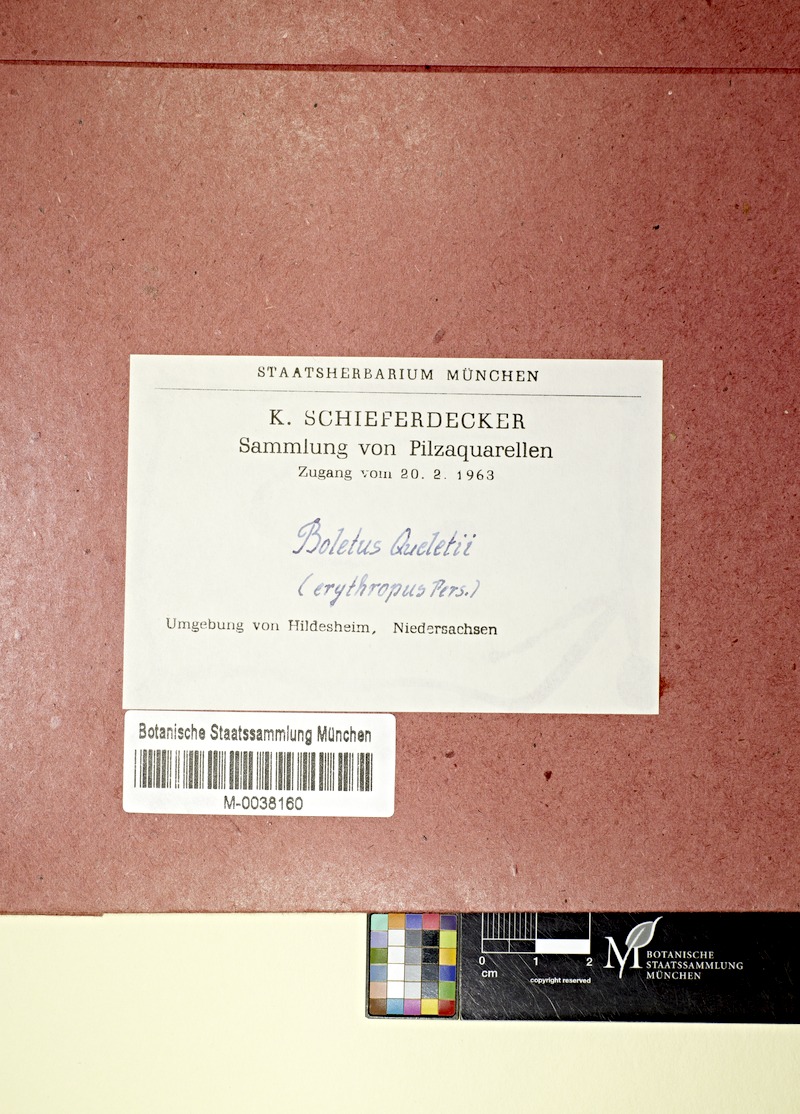 STAATSHERBARIUM MÜNCHEN
K. SCHIEFERDECKER
Sammlung von Pilzaquarellen
Zugang vom 20. 2. 1963
Boletus Queletii
(erythropus Pers.)
Umgebung von Hildesheim, Niedersachsen
Botanische Staatssammlung München
M-0038160
0 1 2
cm
copyright reserved
M BOTANISCHE
STAATSSAMMLUNG
MÜNCHEN